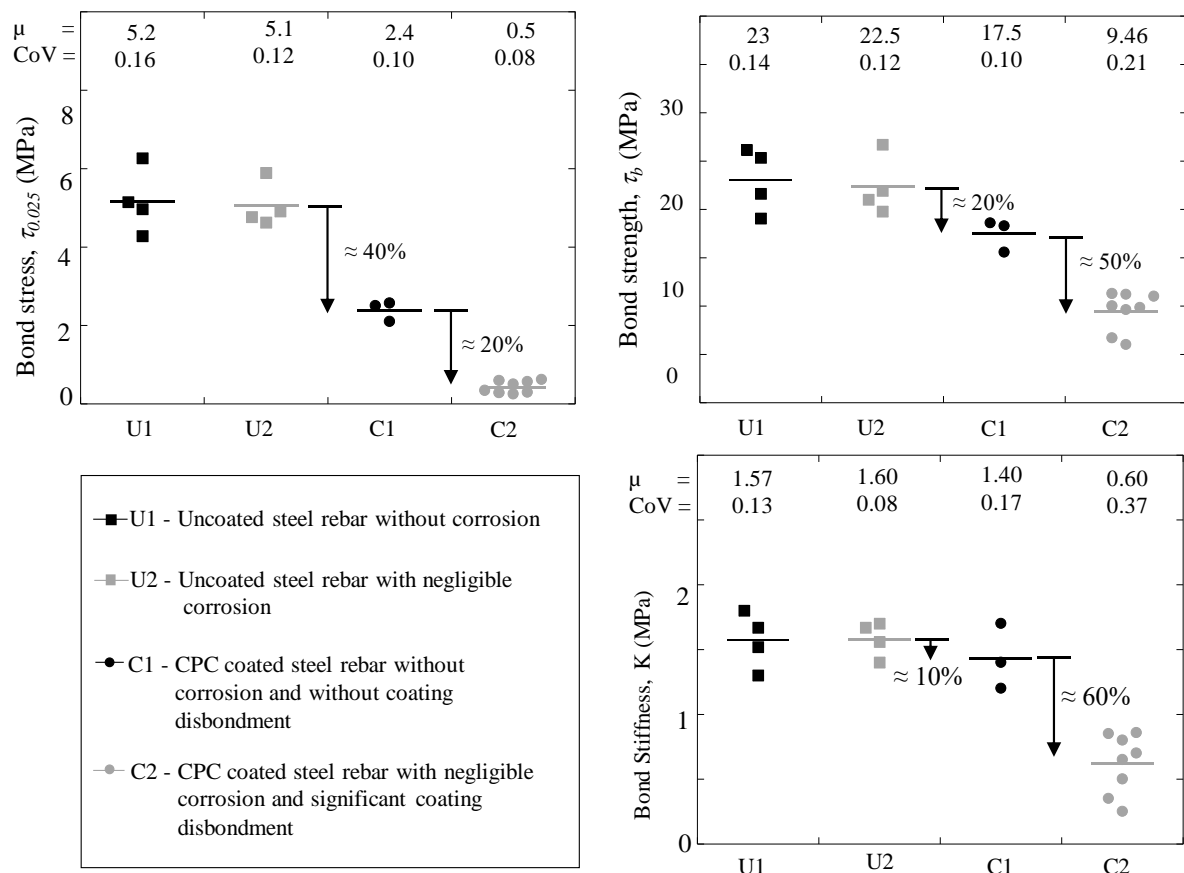 μ = 5.2 5.1 2.4 0.5
CoV = 0.16 0.12 0.10 0.08
Bond stress, τ0.025 (MPa)
8
6
4
2
0
≈ 40%
≈ 20%
U1 U2 C1 C2
23 22.5 17.5 9.46
0.14 0.12 0.10 0.21
Bond strength, τb (MPa)
30
20
10
0
≈ 20%
≈ 50%
U1 U2 C1 C2
U1 - Uncoated steel rebar without corrosion
U2 - Uncoated steel rebar with negligible
corrosion
C1 - CPC coated steel rebar without
corrosion and without coating
disbondment
C2 - CPC coated steel rebar with negligible
corrosion and significant coating
disbondment
μ = 1.57 1.60 1.40 0.60
CoV = 0.13 0.08 0.17 0.37
Bond Stiffness, K (MPa)
2
1
0
≈ 10%
≈ 60%
U1 U2 C1 C2